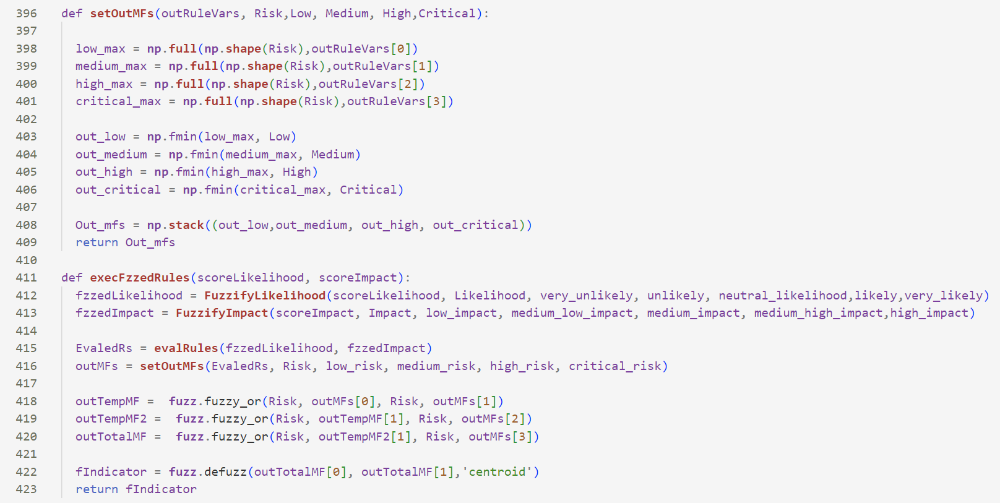 396 def setOutMFs(outRuleVars, Risk,Low, Medium, High,Critical):
397
398   low_max = np.full(np.shape(Risk),outRuleVars[0])
399   medium_max = np.full(np.shape(Risk),outRuleVars[1])
400   high_max = np.full(np.shape(Risk),outRuleVars[2])
401   critical_max = np.full(np.shape(Risk),outRuleVars[3])
402
403   out_low = np.fmin(low_max, Low)
404   out_medium = np.fmin(medium_max, Medium)
405   out_high = np.fmin(high_max, High)
406   out_critical = np.fmin(critical_max, Critical)
407
408   Out_mfs = np.stack((out_low,out_medium, out_high, out_critical))
409   return Out_mfs
410
411 def execFzzedRules(scoreLikelihood, scoreImpact):
412   fzzedLikelihood = FuzzifyLikelihood(scoreLikelihood, Likelihood, very_unlikely, unlikely, neutral_likelihood,likely,very_likely)
413   fzzedImpact = FuzzifyImpact(scoreImpact, Impact, low_impact, medium_low_impact, medium_impact, medium_high_impact,high_impact)
414
415   EvaledRs = evalRules(fzzedLikelihood, fzzedImpact)
416   outMFs = setOutMFs(EvaledRs, Risk, low_risk, medium_risk, high_risk, critical_risk)
417
418   outTempMF =  fuzz.fuzzy_or(Risk, outMFs[0], Risk, outMFs[1])
419   outTempMF2 =  fuzz.fuzzy_or(Risk, outTempMF[1], Risk, outMFs[2])
420   outTotalMF =  fuzz.fuzzy_or(Risk, outTempMF2[1], Risk, outMFs[3])
421
422   fIndicator = fuzz.defuzz(outTotalMF[0], outTotalMF[1],'centroid')
423   return fIndicator